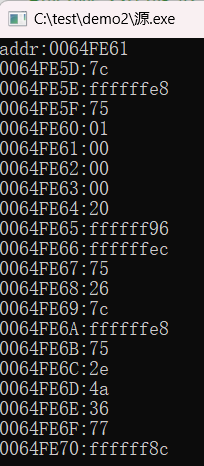 C:\test\demo2\源.exe
addr:0064FE61
0064FE5D:7c
0064FE5E:ffffffe8
0064FE5F:75
0064FE60:01
0064FE61:00
0064FE62:00
0064FE63:00
0064FE64:20
0064FE65:ffffff96
0064FE66:ffffffec
0064FE67:75
0064FE68:26
0064FE69:7c
0064FE6A:ffffffe8
0064FE6B:75
0064FE6C:2e
0064FE6D:4a
0064FE6E:36
0064FE6F:77
0064FE70:ffffff8c